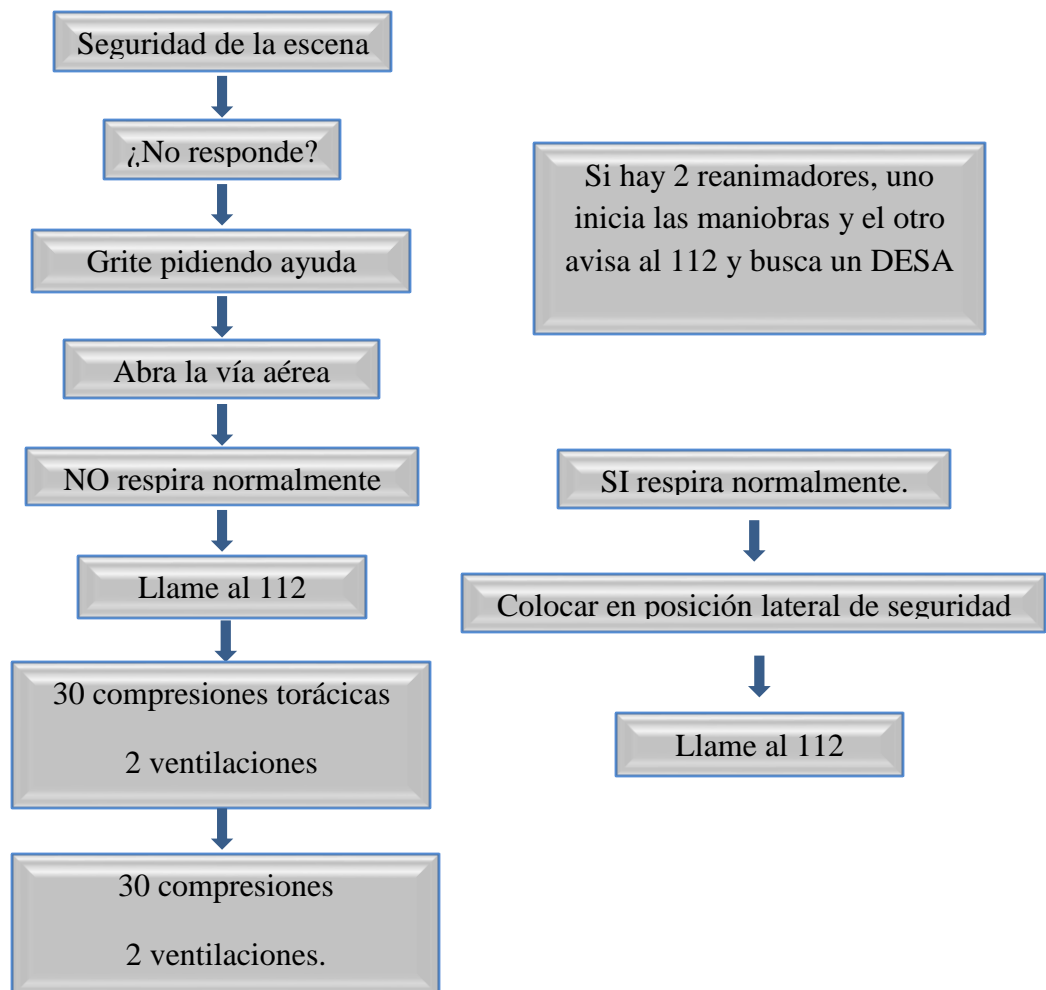 Seguridad de la escena
¿No responde?
Grite pidiendo ayuda
Abra la vía aérea
NO respira normalmente
Llame al 112
30 compresiones torácicas
2 ventilaciones
30 compresiones
2 ventilaciones.
Si hay 2 reanimadores, uno
inicia las maniobras y el otro
avisa al 112 y busca un DESA
SI respira normalmente.
Colocar en posición lateral de seguridad
Llame al 112